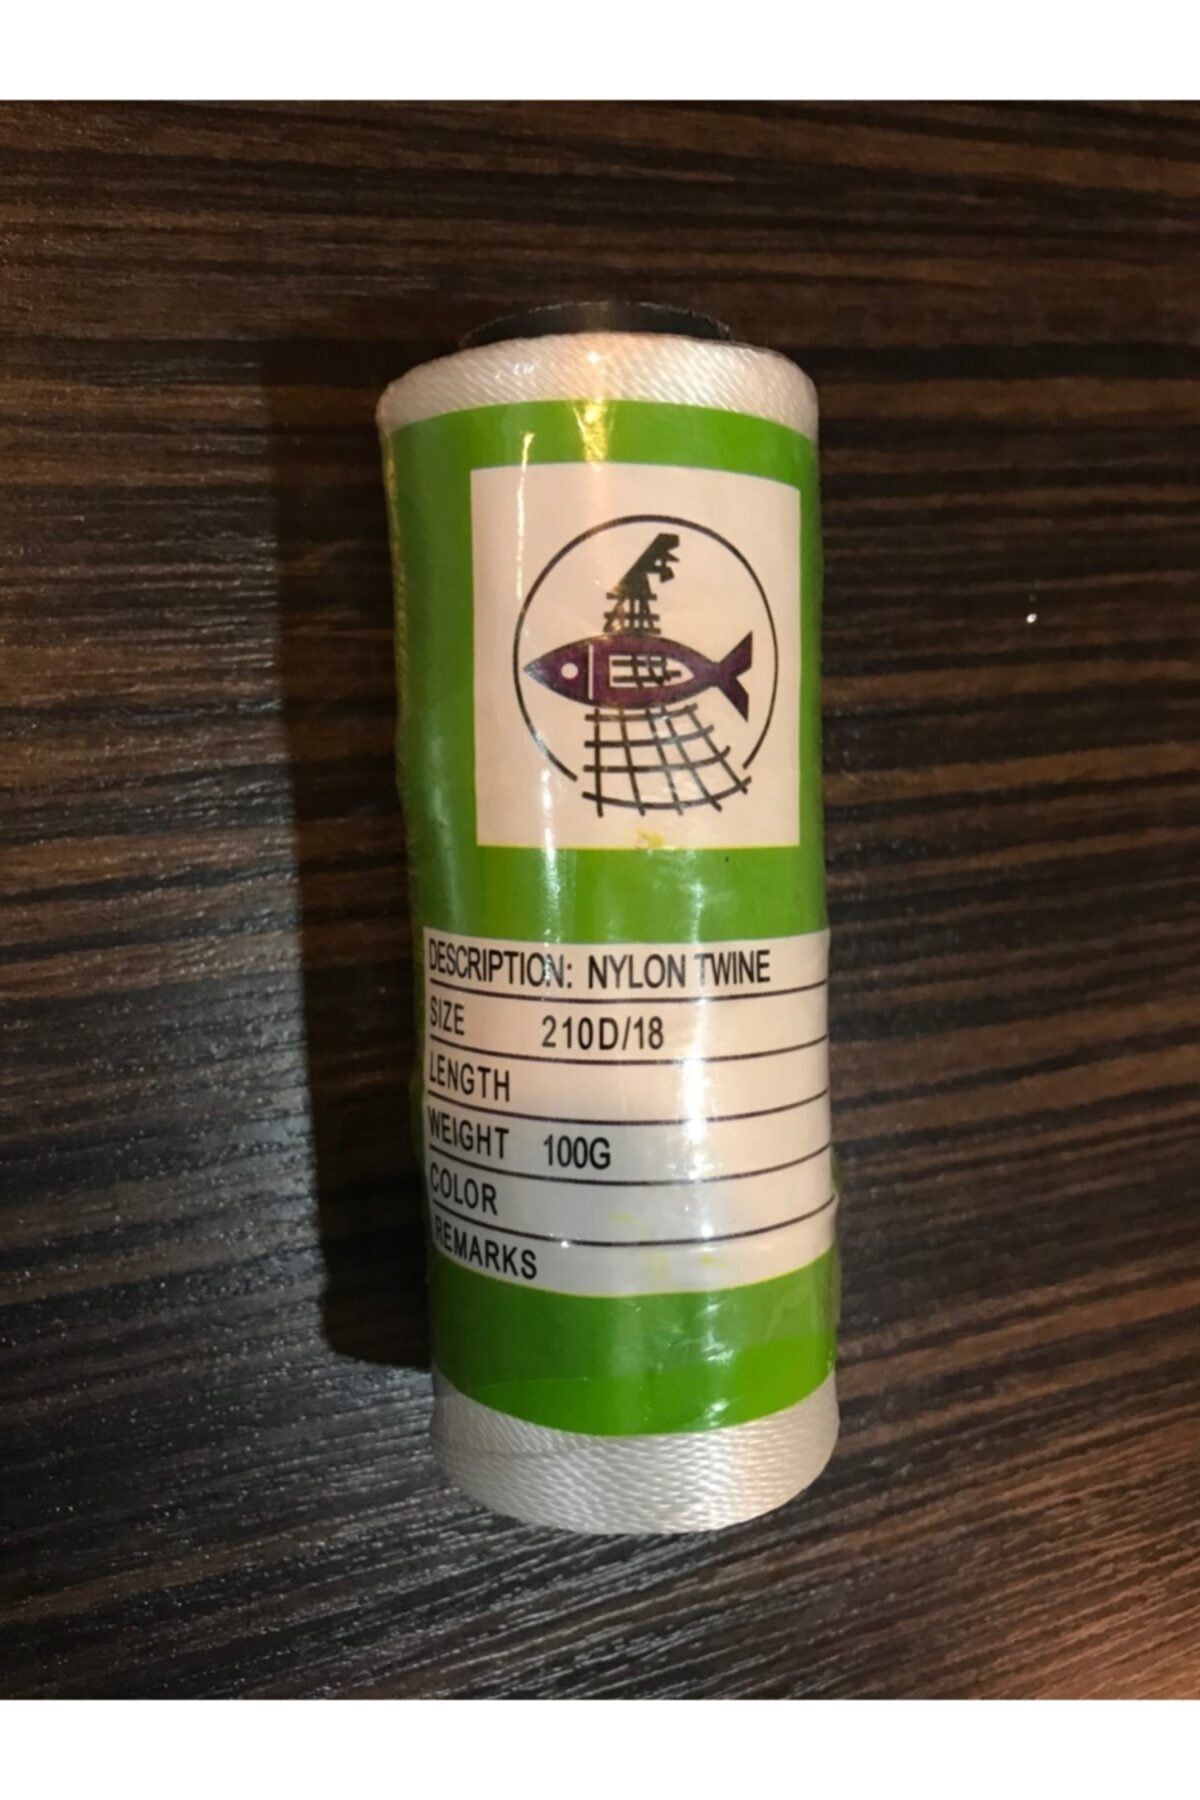 DESCRIPTION: NYLON TWINE
SIZE 210D/18
LENGTH
WEIGHT 100G
COLOR
REMARKS